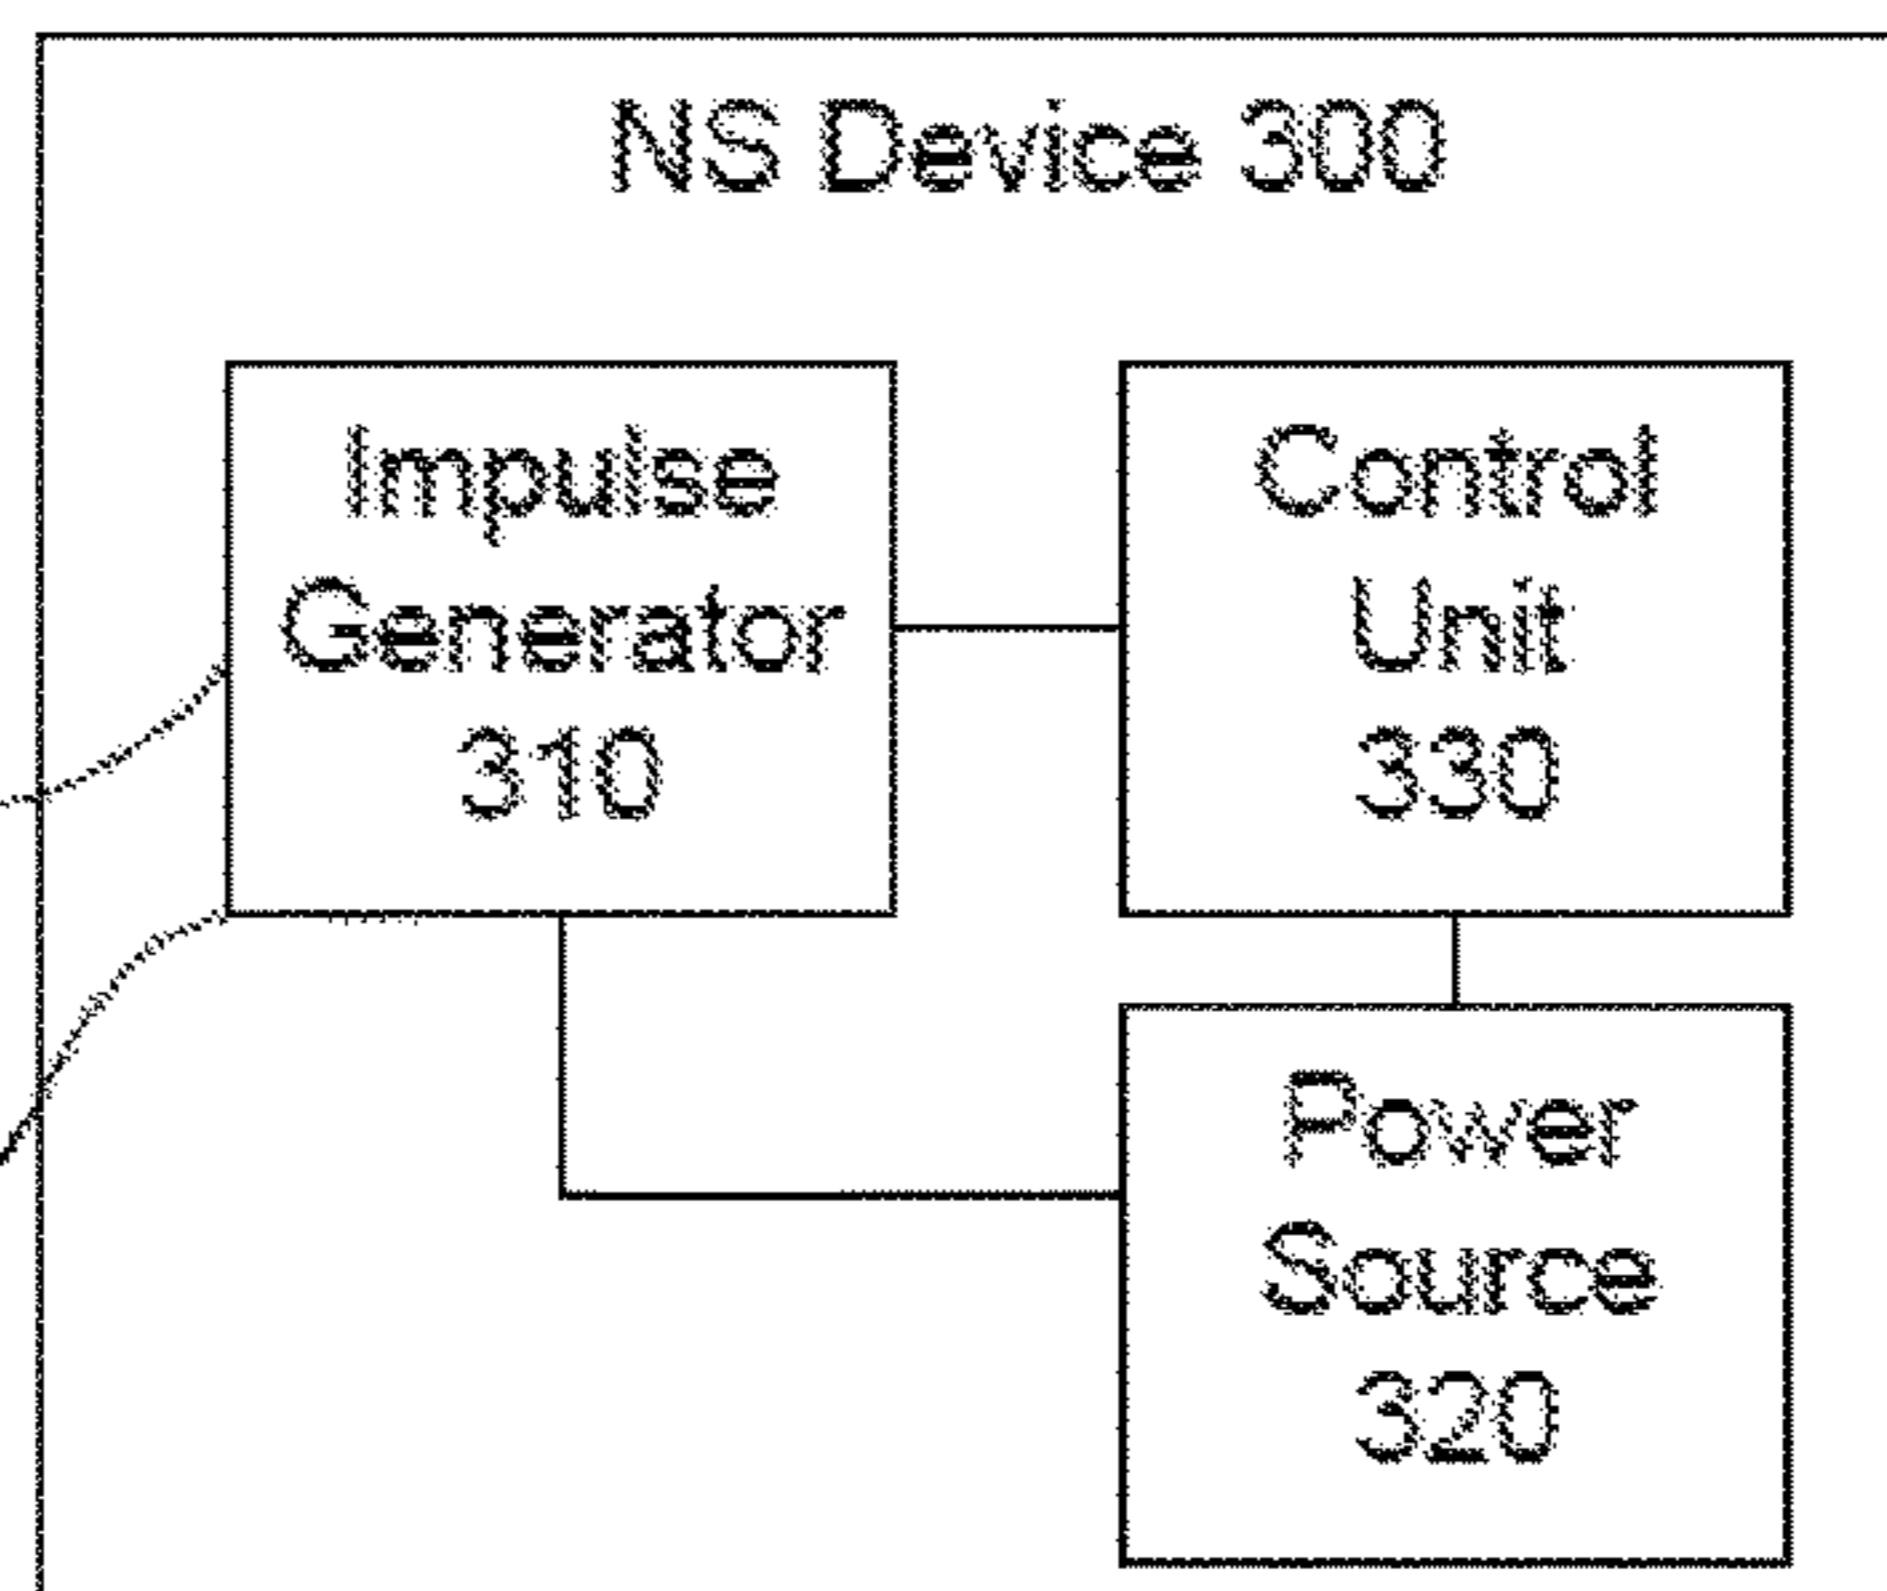 NS Device 300
Impulse
Generator
310
Control
Unit
330
Power
Source
320